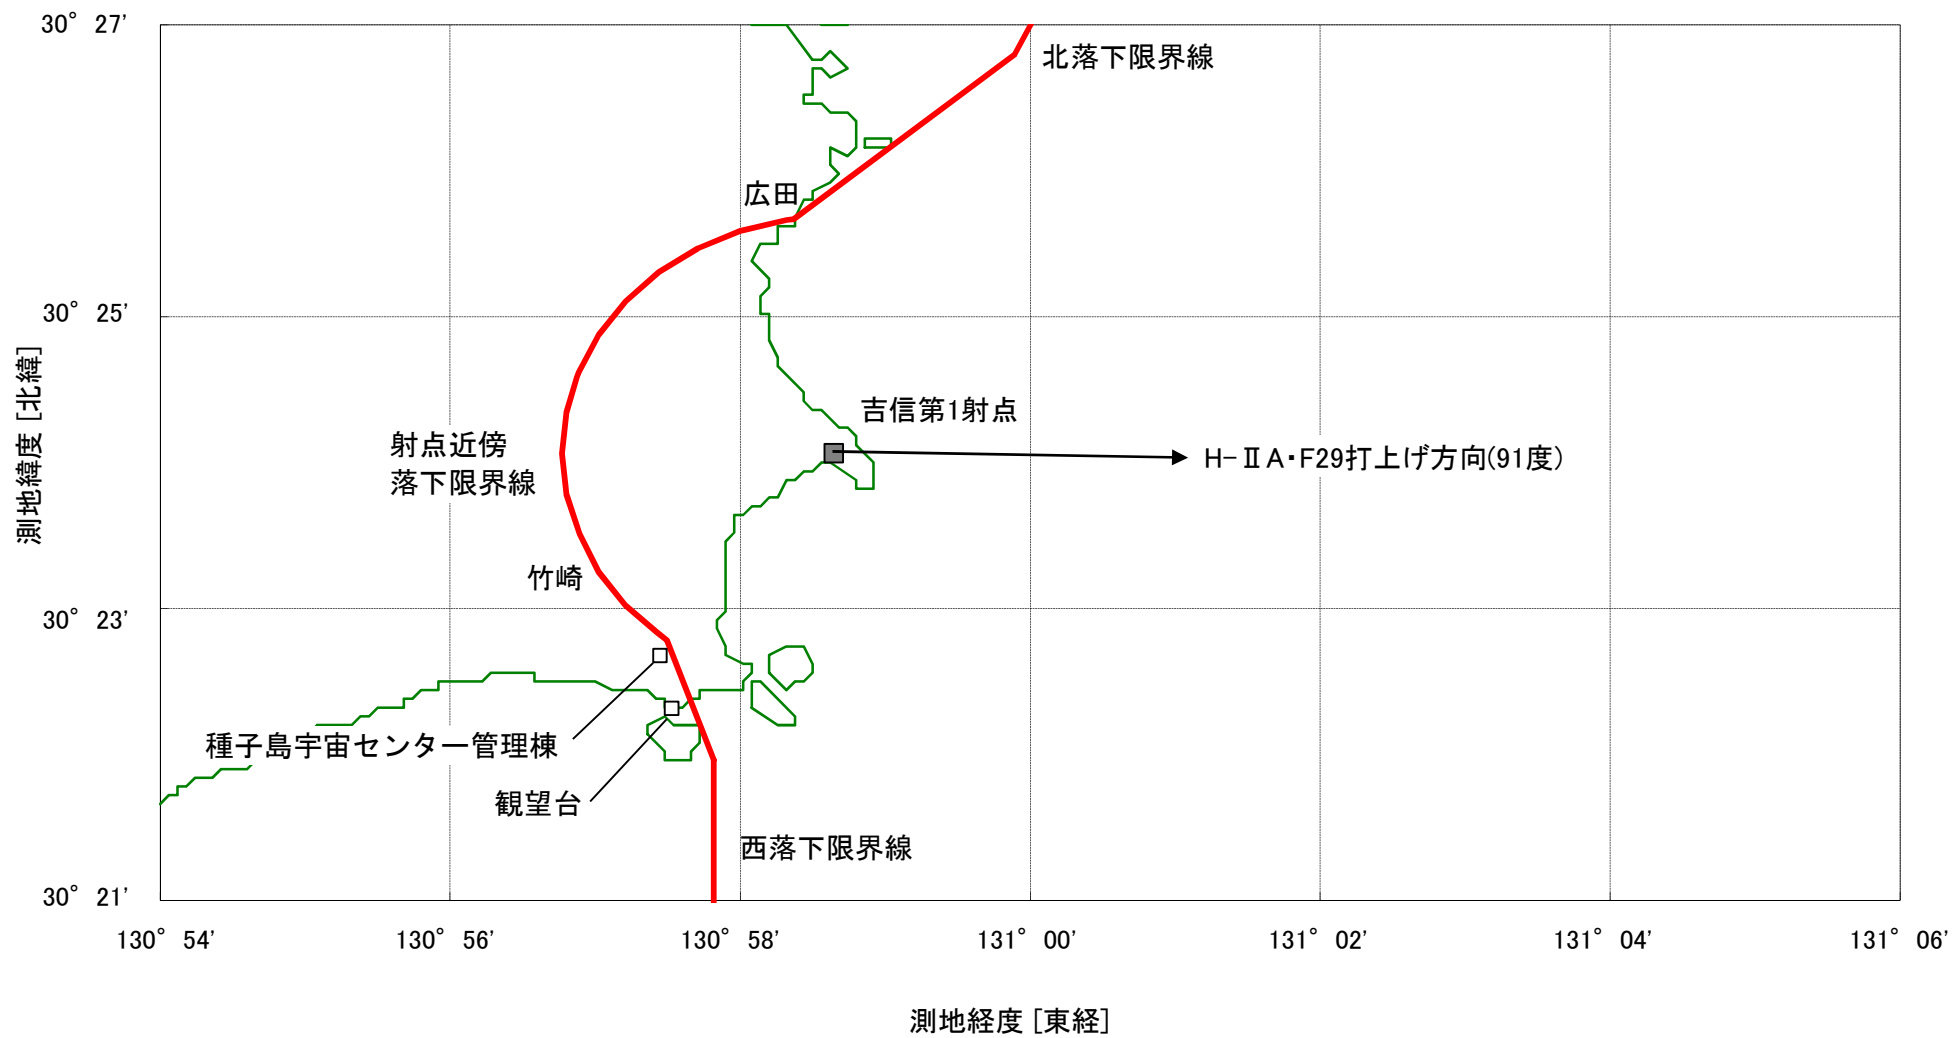 30° 27'
北落下限界線
広田
30° 25'
測地緯度 [北緯]
吉信第1射点
射点近傍
落下限界線
H-ⅡA・F29打上げ方向(91度)
竹崎
30° 23'
種子島宇宙センター管理棟
観望台
西落下限界線
30° 21'
130° 54'
130° 56'
130° 58'
131° 00'
131° 02'
131° 04'
131° 06'
測地経度 [東経]